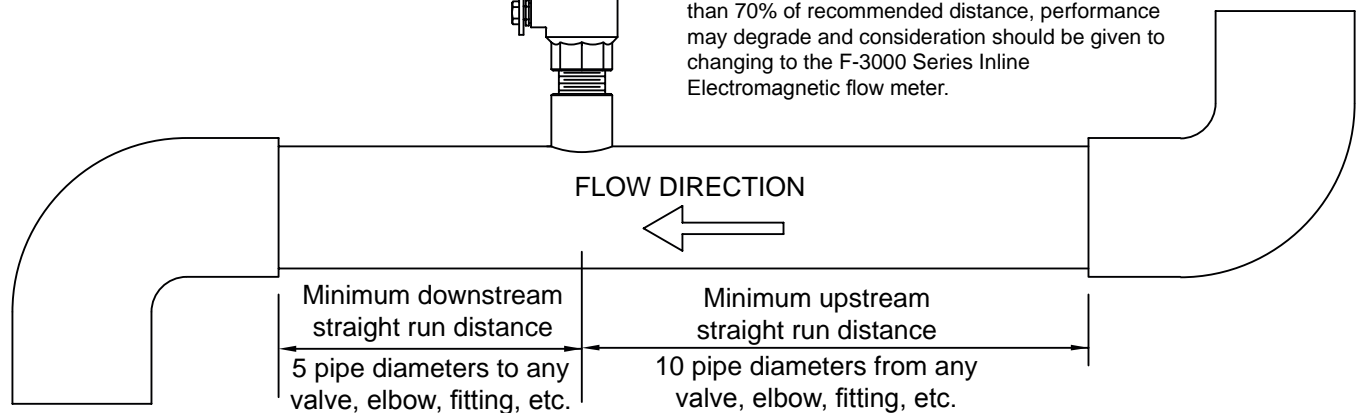 than 70% of recommended distance, performance
may degrade and consideration should be given to
changing to the F-3000 Series Inline
Electromagnetic flow meter.
FLOW DIRECTION
Minimum downstream
straight run distance
5 pipe diameters to any
valve, elbow, fitting, etc.
Minimum upstream
straight run distance
10 pipe diameters from any
valve, elbow, fitting, etc.